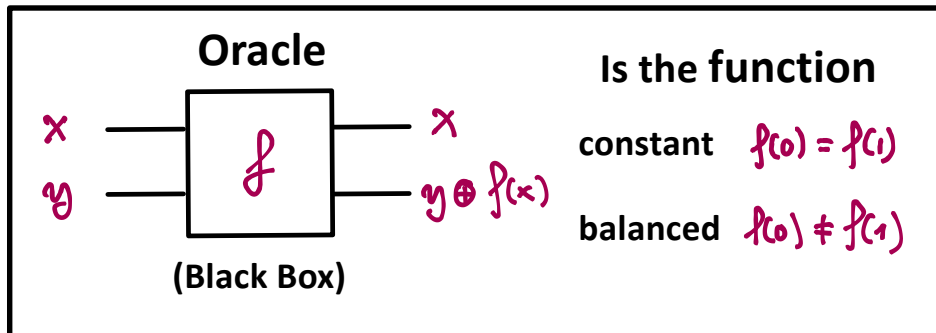 Oracle
x
y
f
x
y ⊕ f(x)
(Black Box)
Is the function
constant f(0) = f(1)
balanced f(0) ≠ f(1)